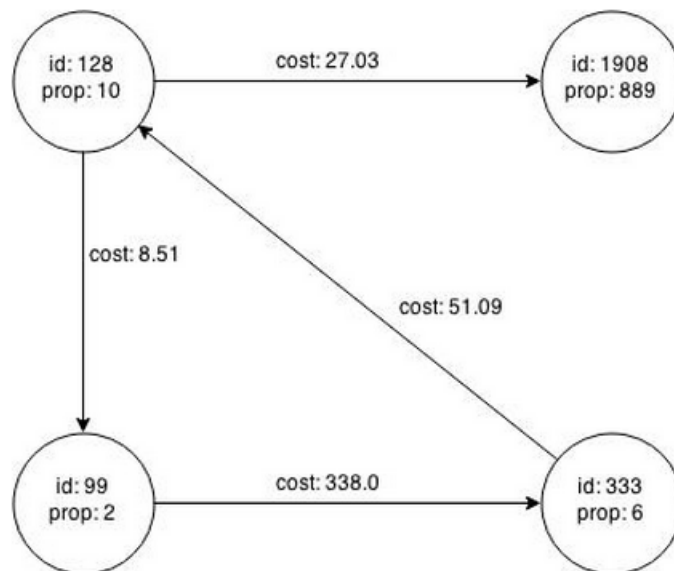 id: 128
prop: 10
cost: 27.03
id: 1908
prop: 889
cost: 8.51
cost: 51.09
id: 99
prop: 2
cost: 338.0
id: 333
prop: 6